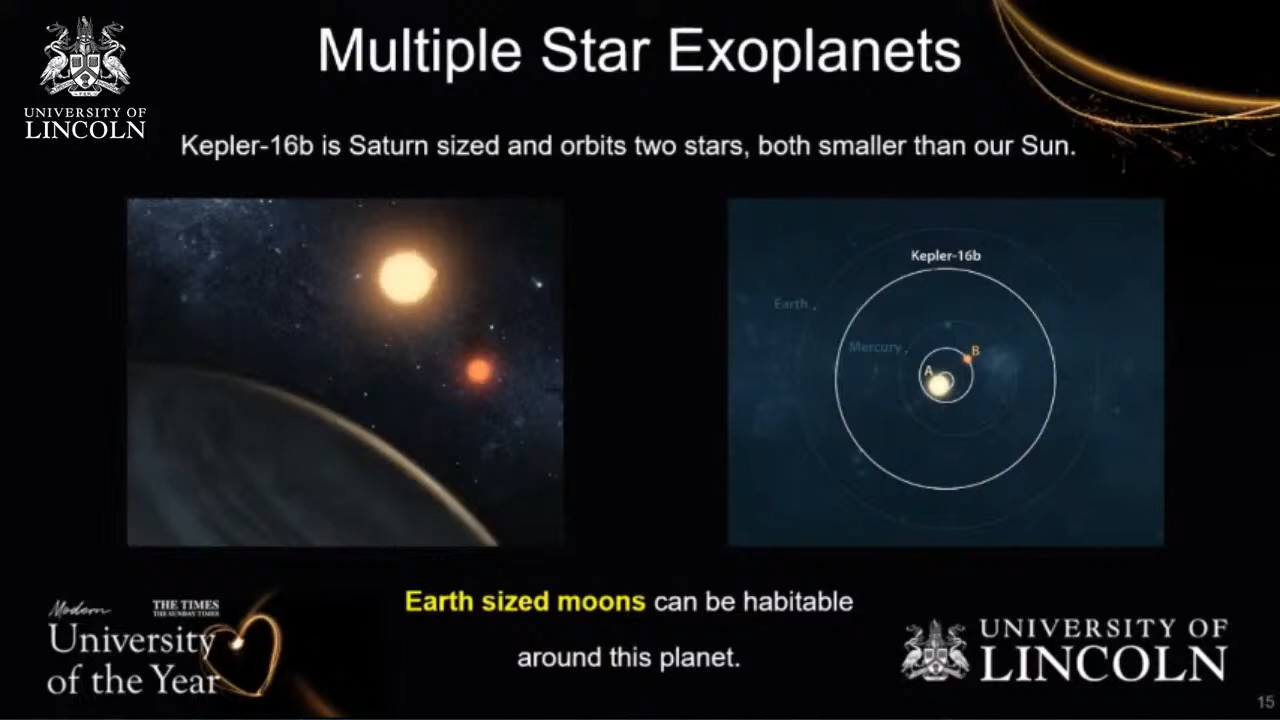 Multiple Star Exoplanets
UNIVERSITY OF
LINCOLN
Kepler-16b is Saturn sized and orbits two stars, both smaller than our Sun.
Kepler-16b
Earth
Mercury
B
A
Earth sized moons can be habitable
around this planet.
Modern
THE TIMES
THE SUNDAY TIMES
University
of the Year
UNIVERSITY OF
LINCOLN
15